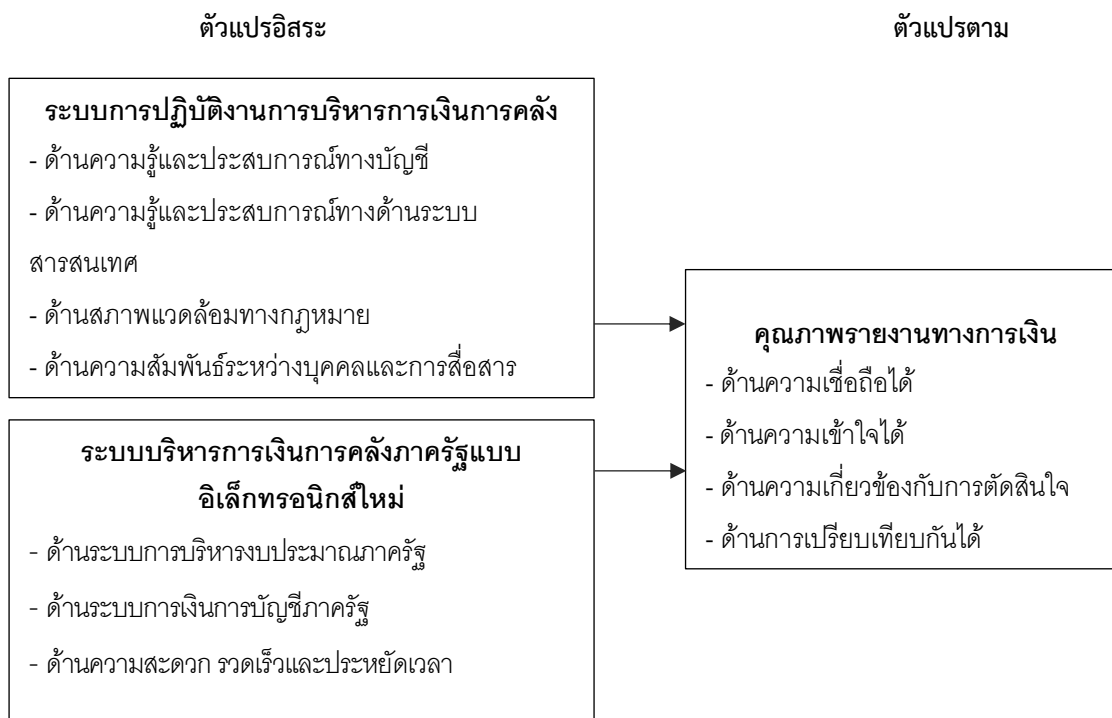 ตัวแปรอิสระ
ตัวแปรตาม
ระบบการปฏิบัติงานการบริหารการเงินการคลัง
- ด้านความรู้และประสบการณ์ทางบัญชี
- ด้านความรู้และประสบการณ์ทางด้านระบบ
สารสนเทศ
- ด้านสภาพแวดล้อมทางกฎหมาย
- ด้านความสัมพันธ์ระหว่างบุคคลและการสื่อสาร
ระบบบริหารการเงินการคลังภาครัฐแบบ
อิเล็กทรอนิกส์ใหม่
- ด้านระบบการบริหารงบประมาณภาครัฐ
- ด้านระบบการเงินการบัญชีภาครัฐ
- ด้านความสะดวก รวดเร็วและประหยัดเวลา
คุณภาพรายงานทางการเงิน
- ด้านความเชื่อถือได้
- ด้านความเข้าใจได้
- ด้านความเกี่ยวข้องกับการตัดสินใจ
- ด้านการเปรียบเทียบกันได้